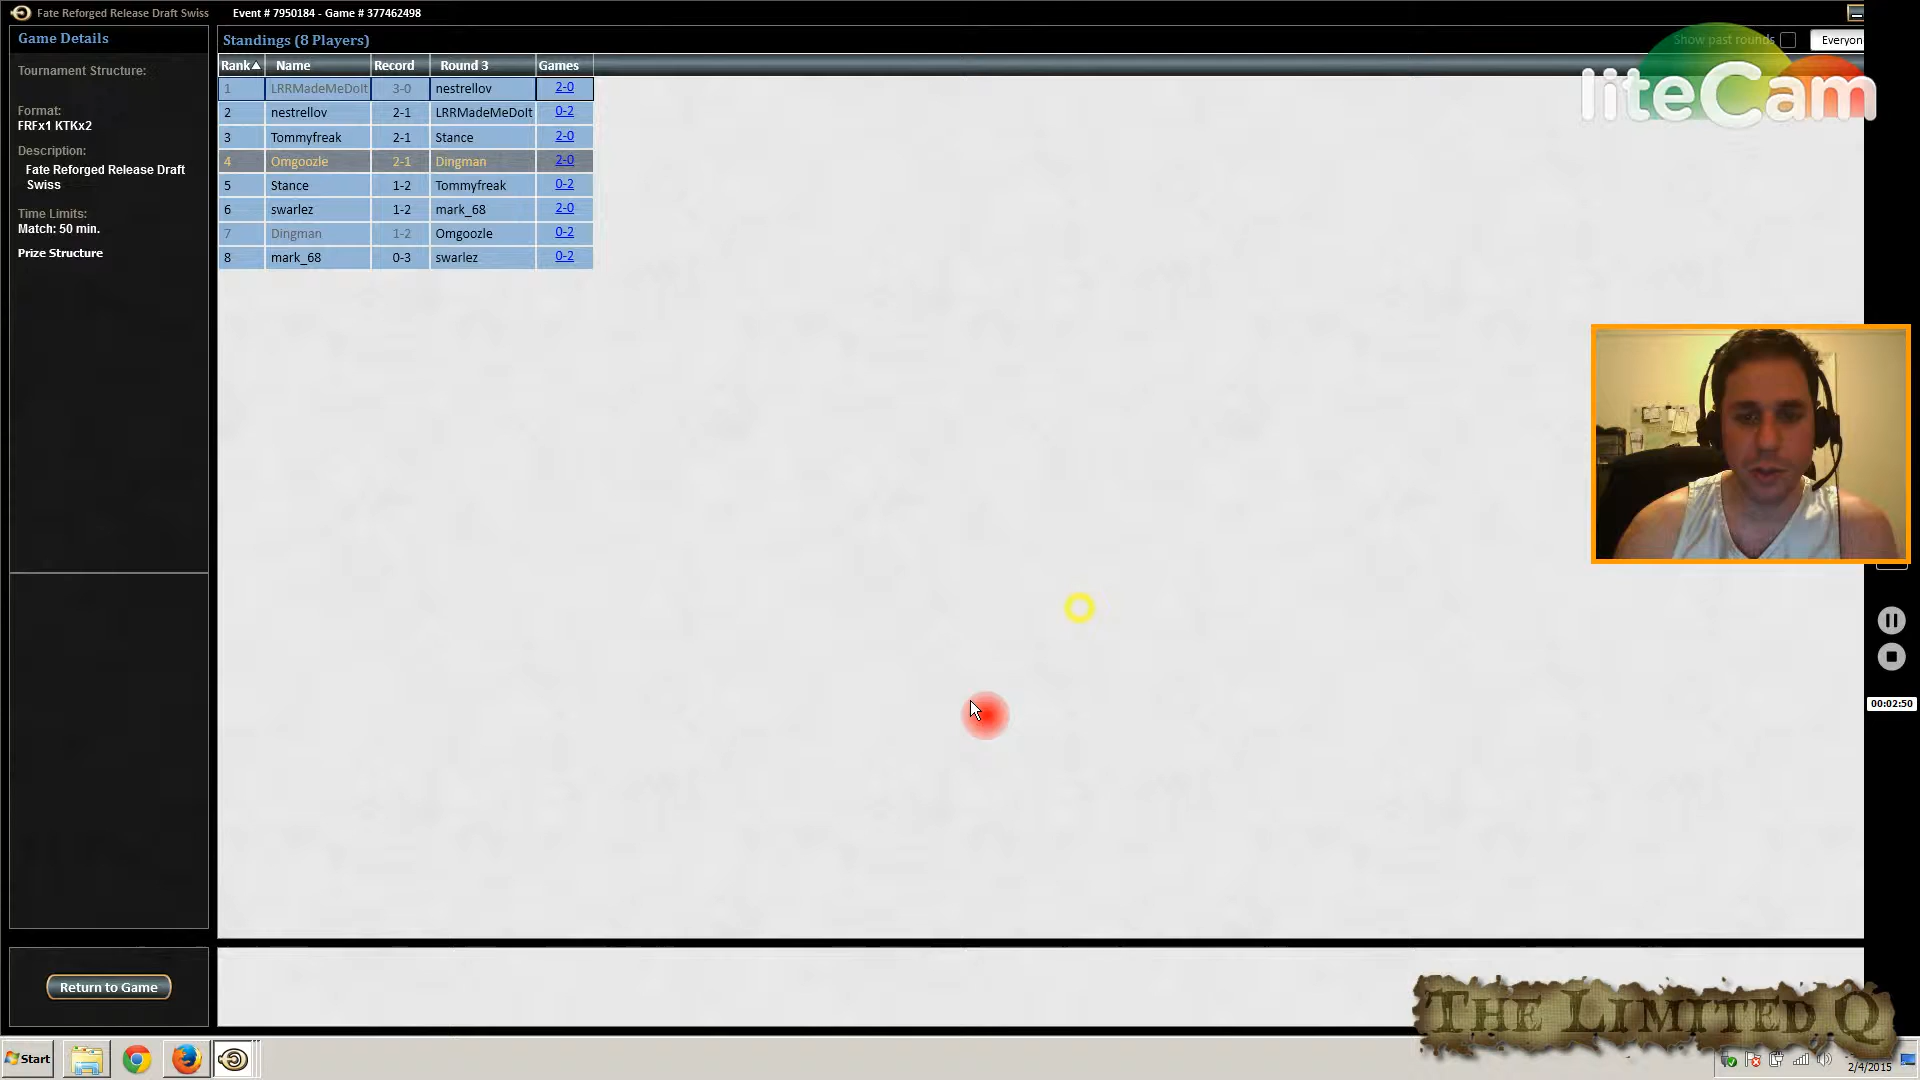 Fate Reforged Release Draft Swiss
Event # 7950184 - Game # 377462498
Game Details
Tournament Structure:
Format:
FRFx1 KTKx2
Description:
Fate Reforged Release Draft
Swiss
Time Limits:
Match: 50 min.
Prize Structure
Return to Game
Standings (8 Players)
Show past rounds
Everyon
Rank Name Record Round 3 Games
1 LRRMadeMeDoIt 3-0 nestrellov 2-0
2 nestrellov 2-1 LRRMadeMeDoIt 0-2
3 Tommyfreak 2-1 Stance 2-0
4 Omgoozle 2-1 Dingman 2-0
5 Stance 1-2 Tommyfreak 0-2
6 swarlez 1-2 mark_68 2-0
7 Dingman 1-2 Omgoozle 0-2
8 mark_68 0-3 swarlez 0-2
liteCam
00:02:50
The Limited Q
Start
2/4/2015